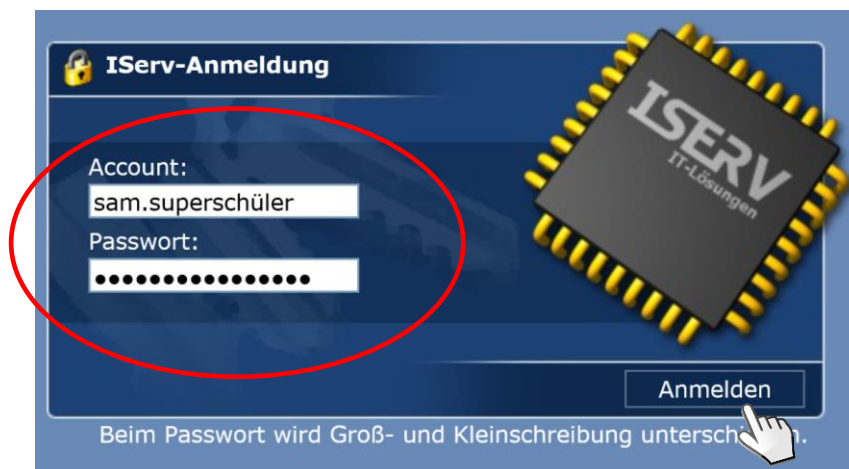 IServ-Anmeldung
ISERV
IT-Lösungen
Account:
sam.superschüler
Passwort:
••••••••••••••••
Anmelden
Beim Passwort wird Groß- und Kleinschreibung